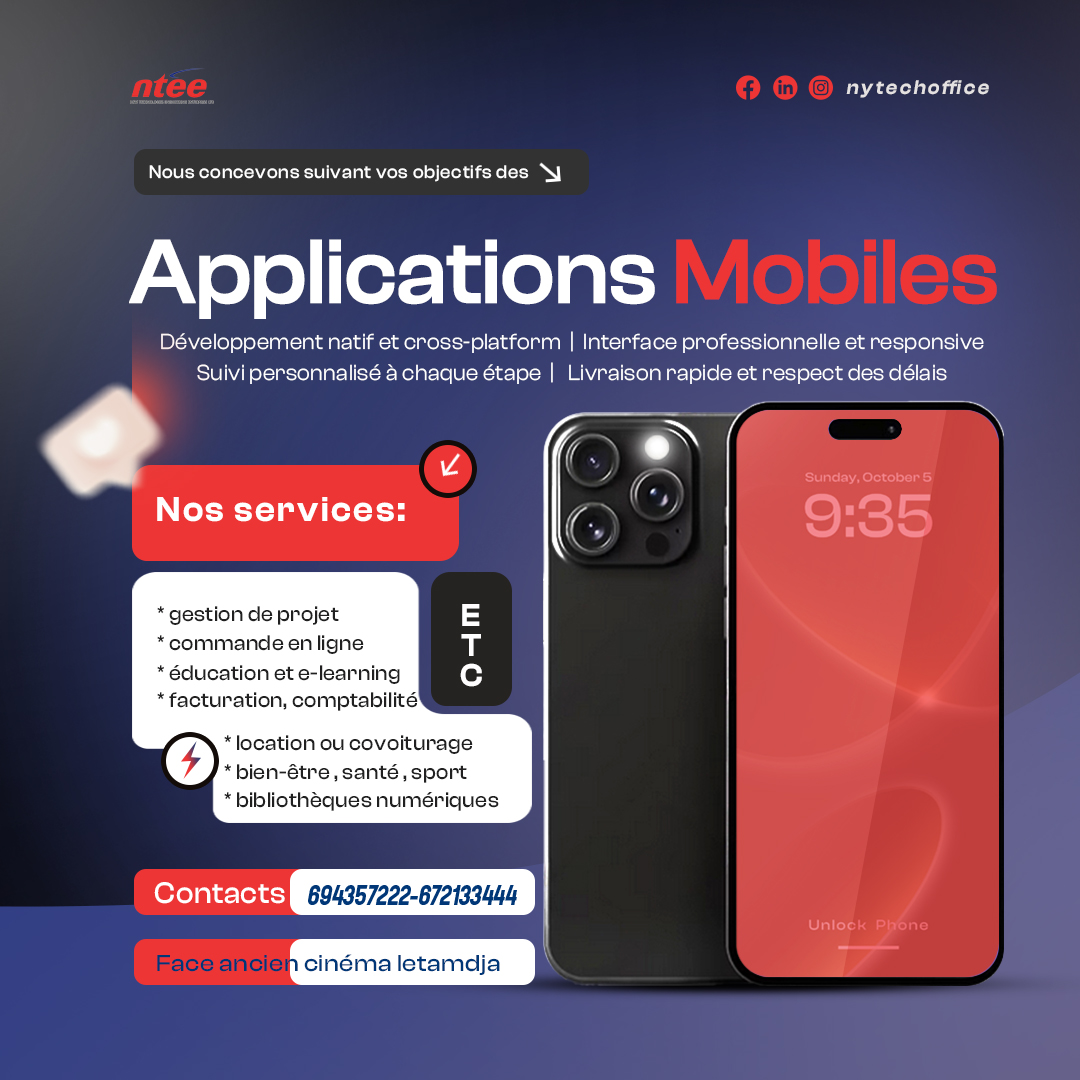 ntee
nytechoffice
Nous concevons suivant vos objectifs des
Applications Mobiles
Développement natif et cross-platform | Interface professionnelle et responsive
Suivi personnalisé à chaque étape | Livraison rapide et respect des délais
Nos services:
* gestion de projet
* commande en ligne
* éducation et e-learning
* facturation, comptabilité
ETC
* location ou covoiturage
* bien-être , santé , sport
* bibliothèques numériques
Contacts 694357222-672133444
Face ancien cinéma letamdja
Sunday, October 5
9:35
Unlock Phone